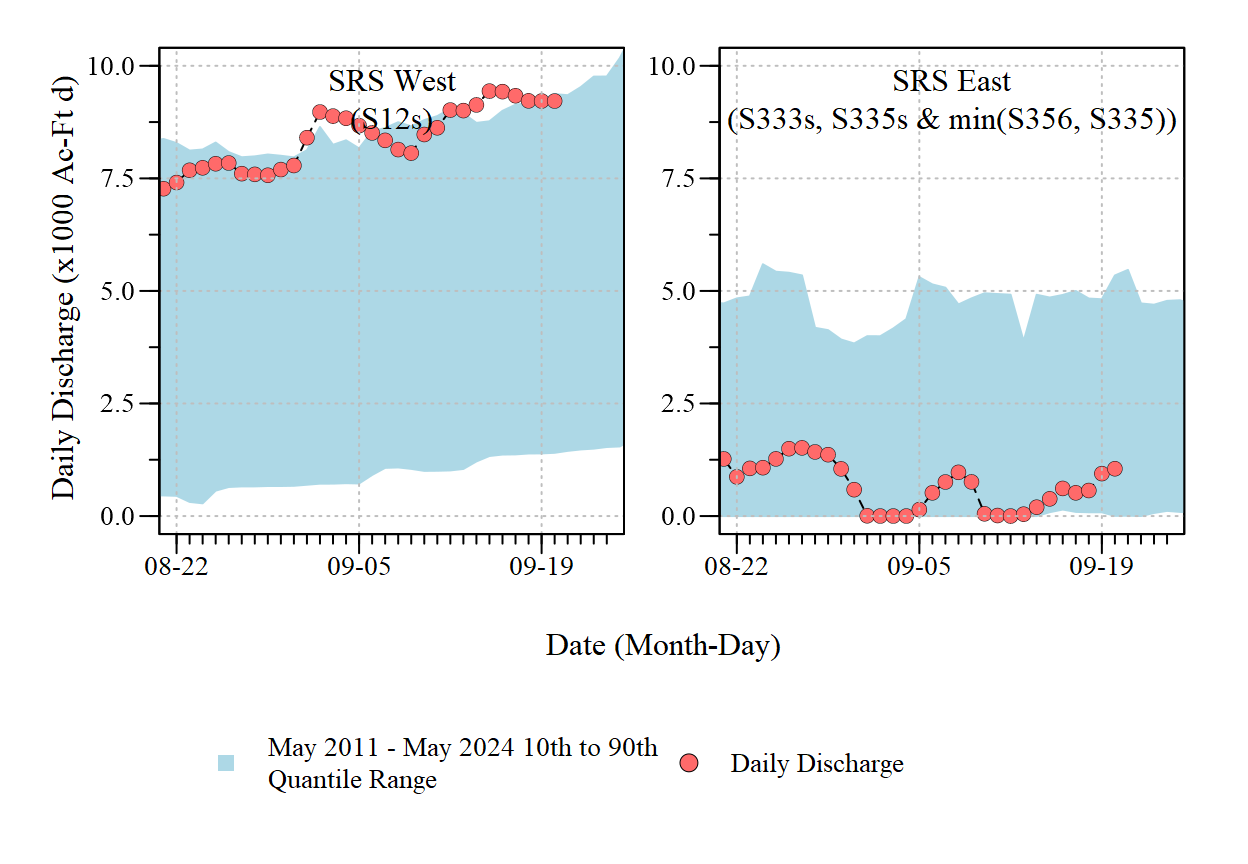 SRS West
(S12s)
SRS East
(S333s, S335s & min(S356, S335))
Daily Discharge (x1000 Ac-Ft d)
10.0
7.5
5.0
2.5
0.0
10.0
7.5
5.0
2.5
0.0
08-22
09-05
09-19
08-22
09-05
09-19
Date (Month-Day)
May 2011 - May 2024 10th to 90th
Quantile Range
Daily Discharge